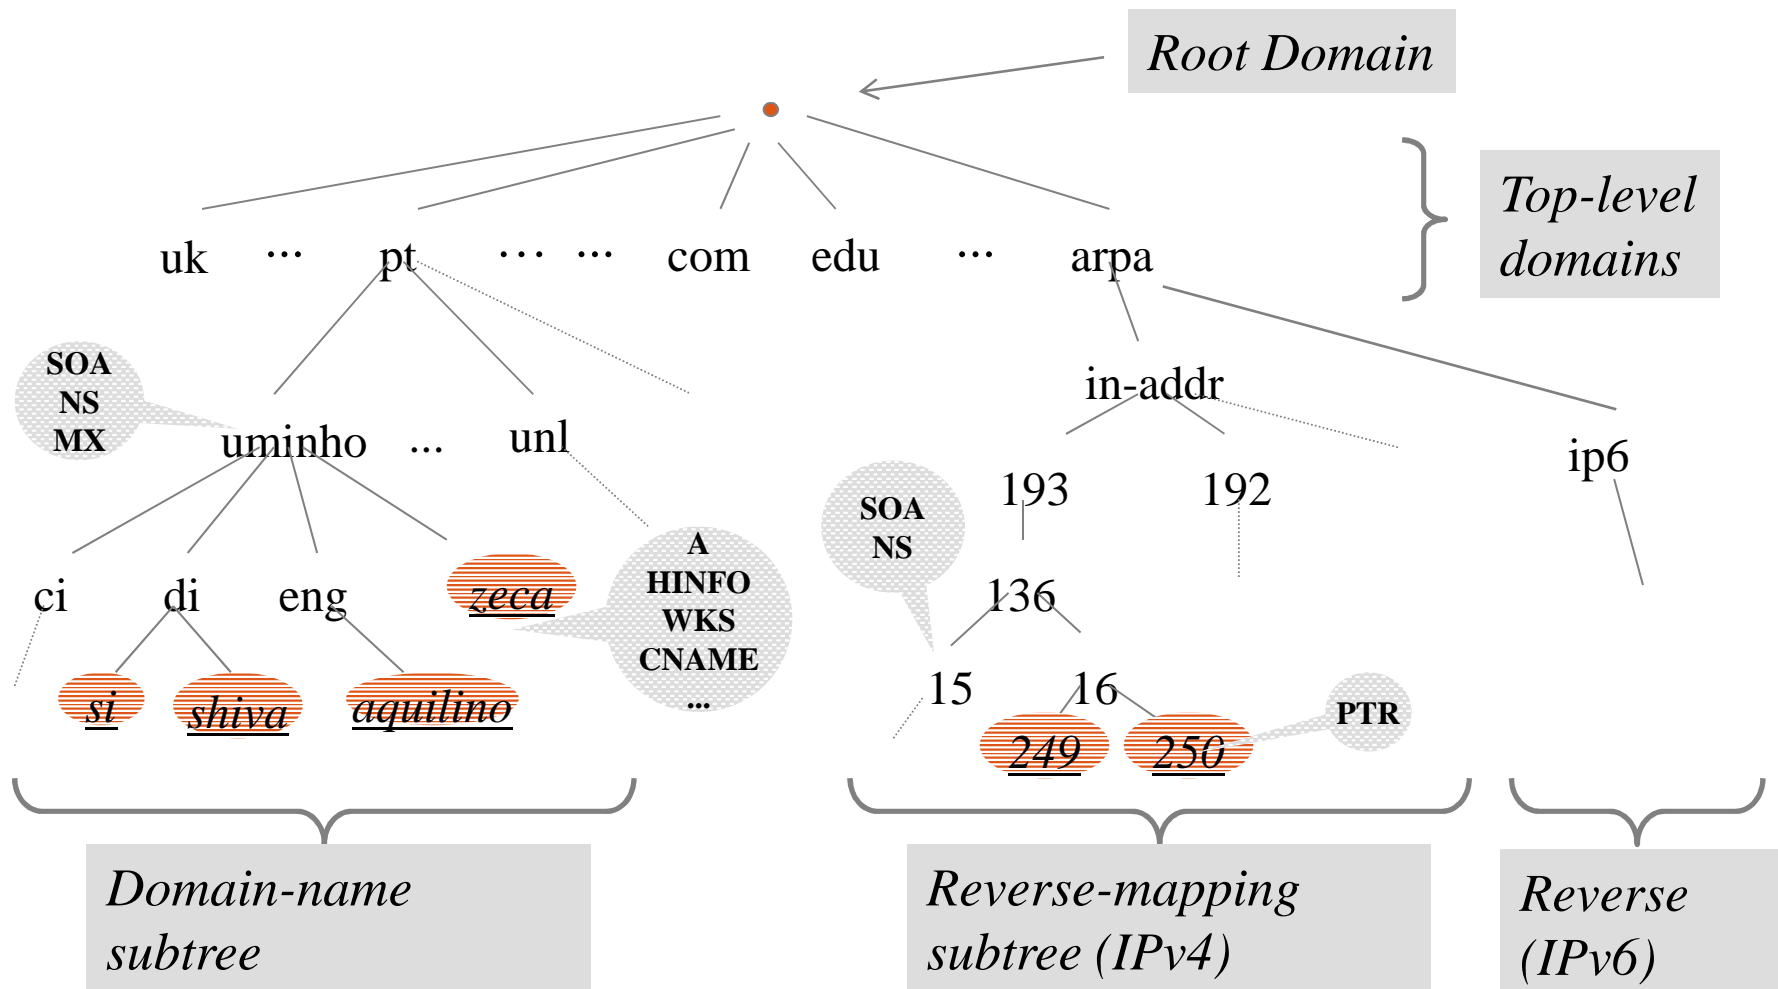 Root Domain
Top-level
domains
uk ... pt ... ... com edu ... arpa
SOA
NS
MX
in-addr
uminho ... unl
ip6
193 192
SOA
NS
A
HINFO
WKS
CNAME
...
ci di eng zeca
136
15 16
si shiva aquilino
PTR
249 250
Domain-name
subtree
Reverse-mapping
subtree (IPv4)
Reverse
(IPv6)